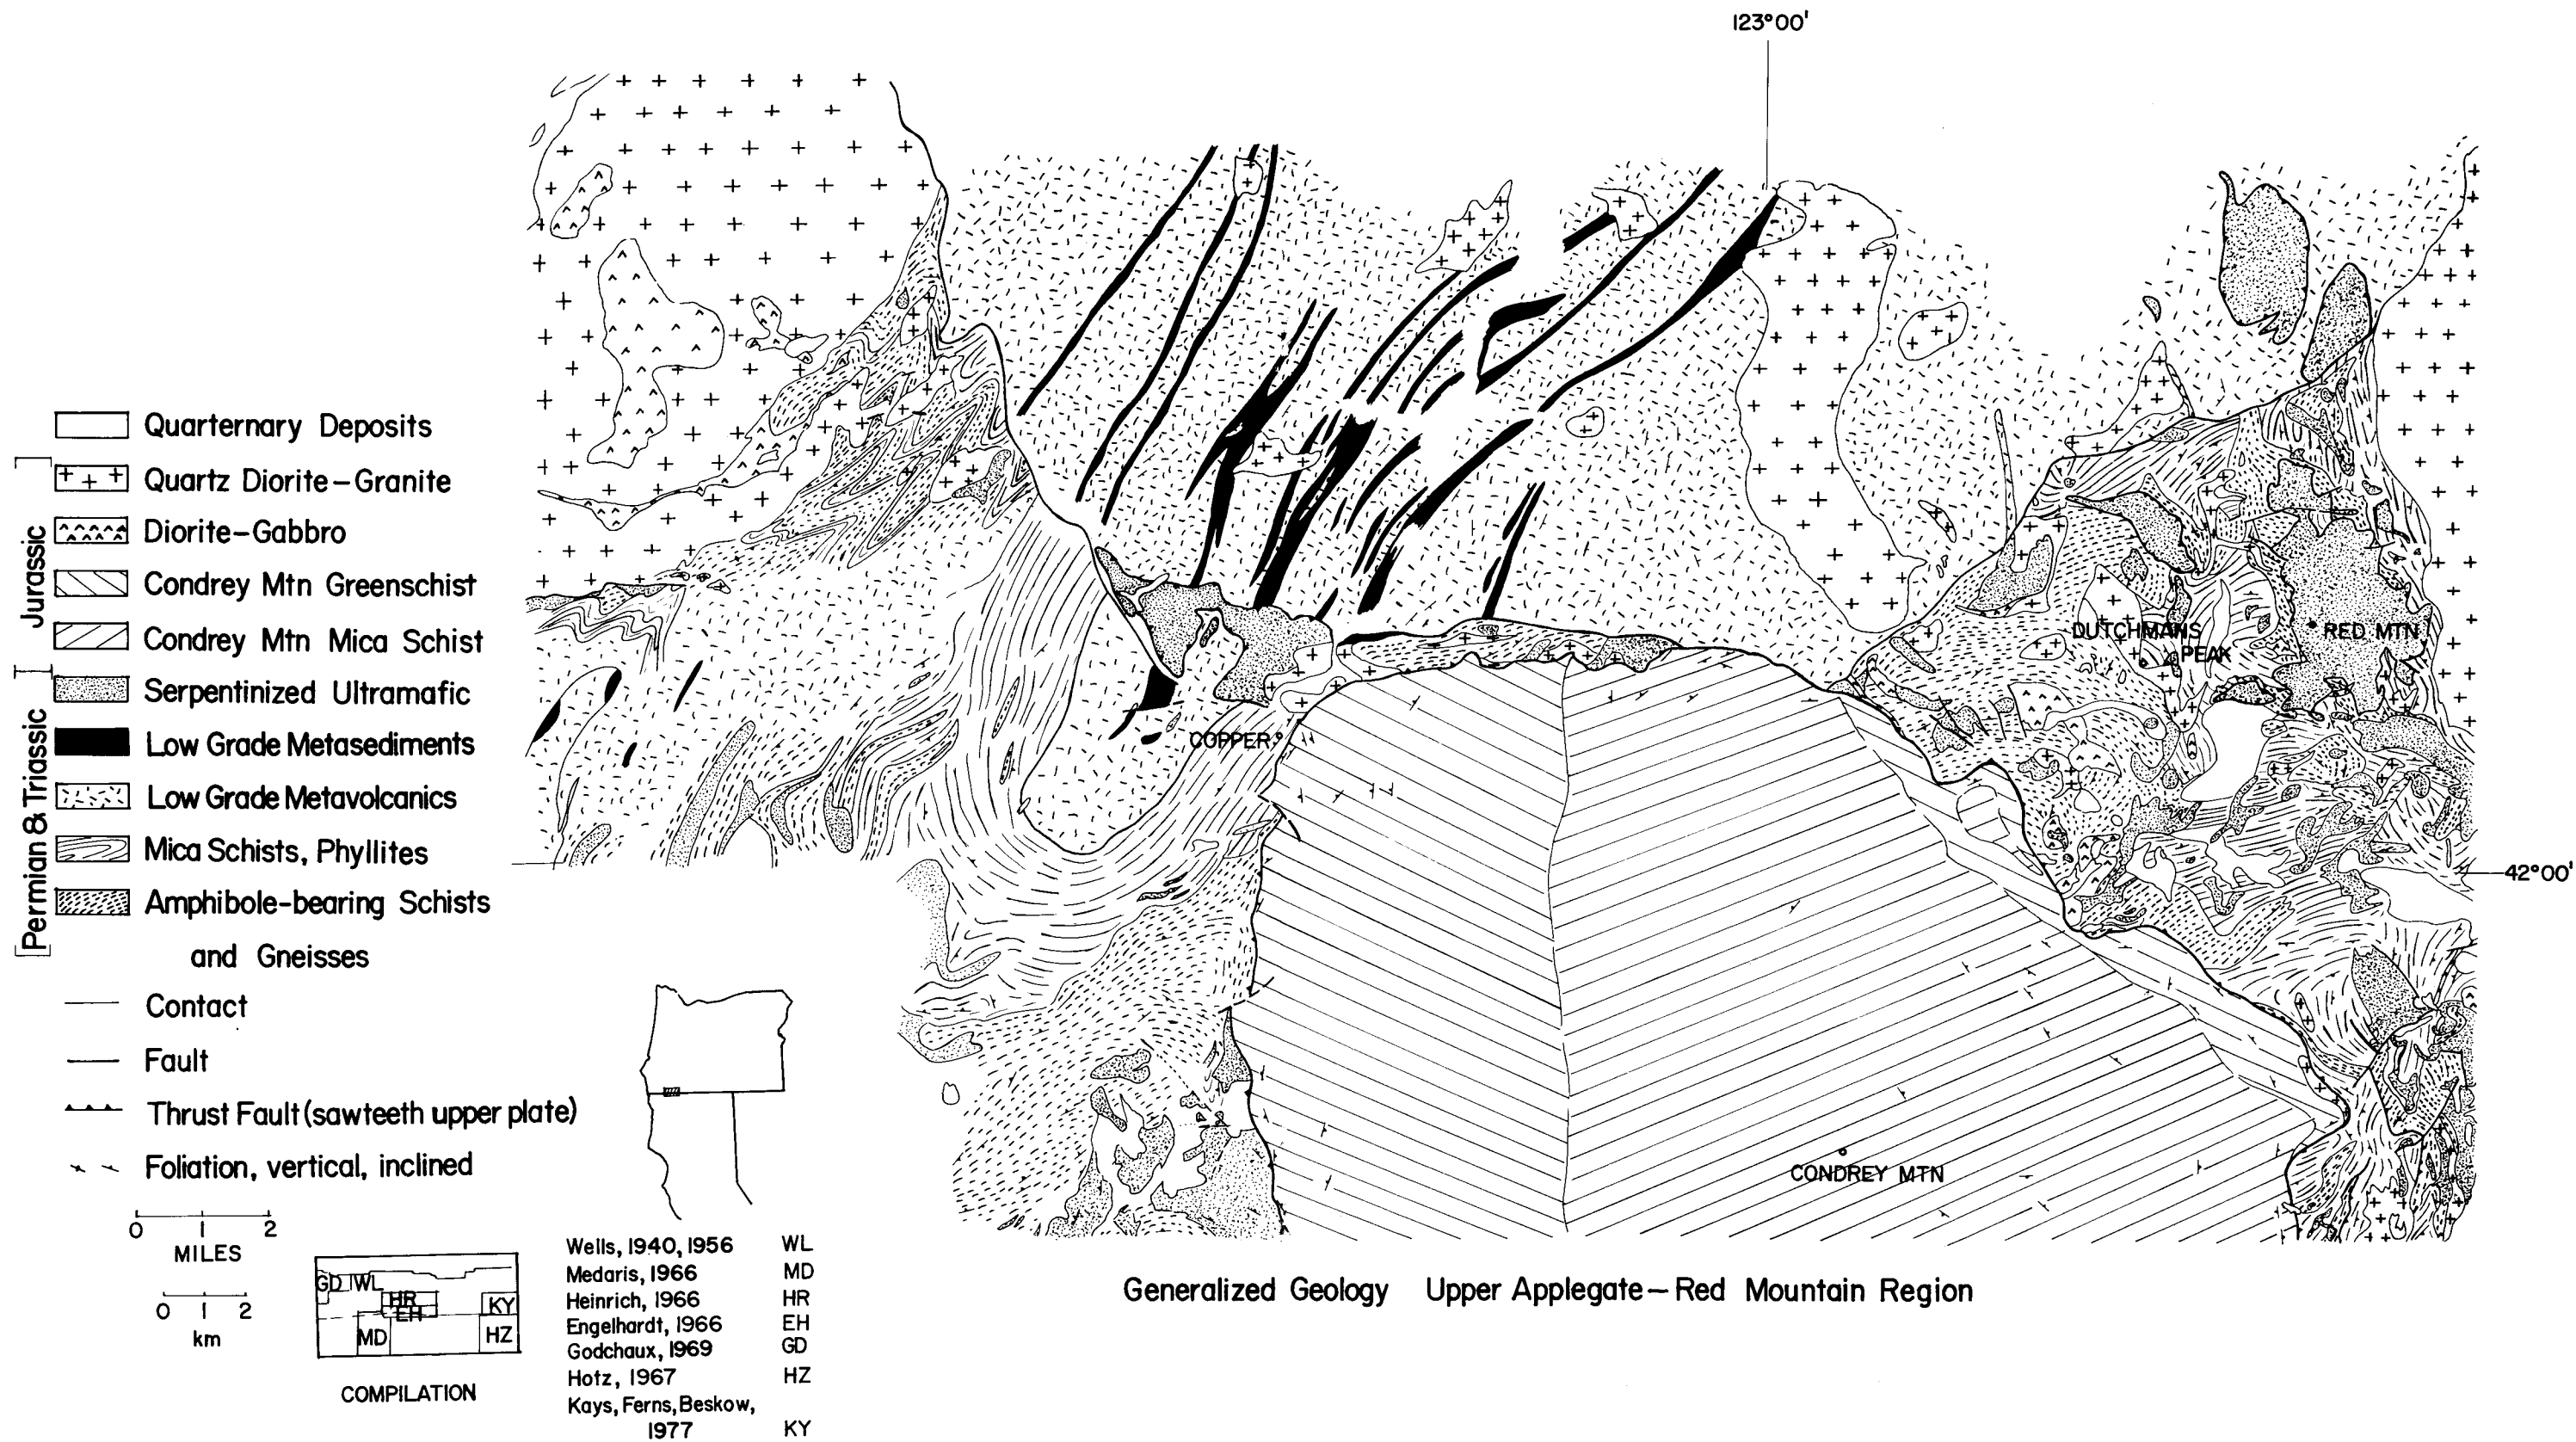 123°00'
Quarternary Deposits
Quartz Diorite-Granite
Diorite-Gabbro
Condrey Mtn Greenschist
Condrey Mtn Mica Schist
Jurassic
Serpentinized Ultramafic
Low Grade Metasediments
Low Grade Metavolcanics
Mica Schists, Phyllites
Amphibole-bearing Schists
and Gneisses
Permian & Triassic
Contact
Fault
Thrust Fault (sawteeth upper plate)
Foliation, vertical, inclined
0 1 2
MILES
0 1 2
km
GD WL
HR
EH
KY
MD
HZ
COMPILATION
Wells, 1940, 1956 WL
Medaris, 1966 MD
Heinrich, 1966 HR
Engelhardt, 1966 EH
Godchaux, 1969 GD
Hotz, 1967 HZ
Kays, Ferns, Beskow,
1977 KY
COPPER
DUTCHMANS
PEAK
RED MTN
42°00'
CONDREY MTN
Generalized Geology Upper Applegate-Red Mountain Region